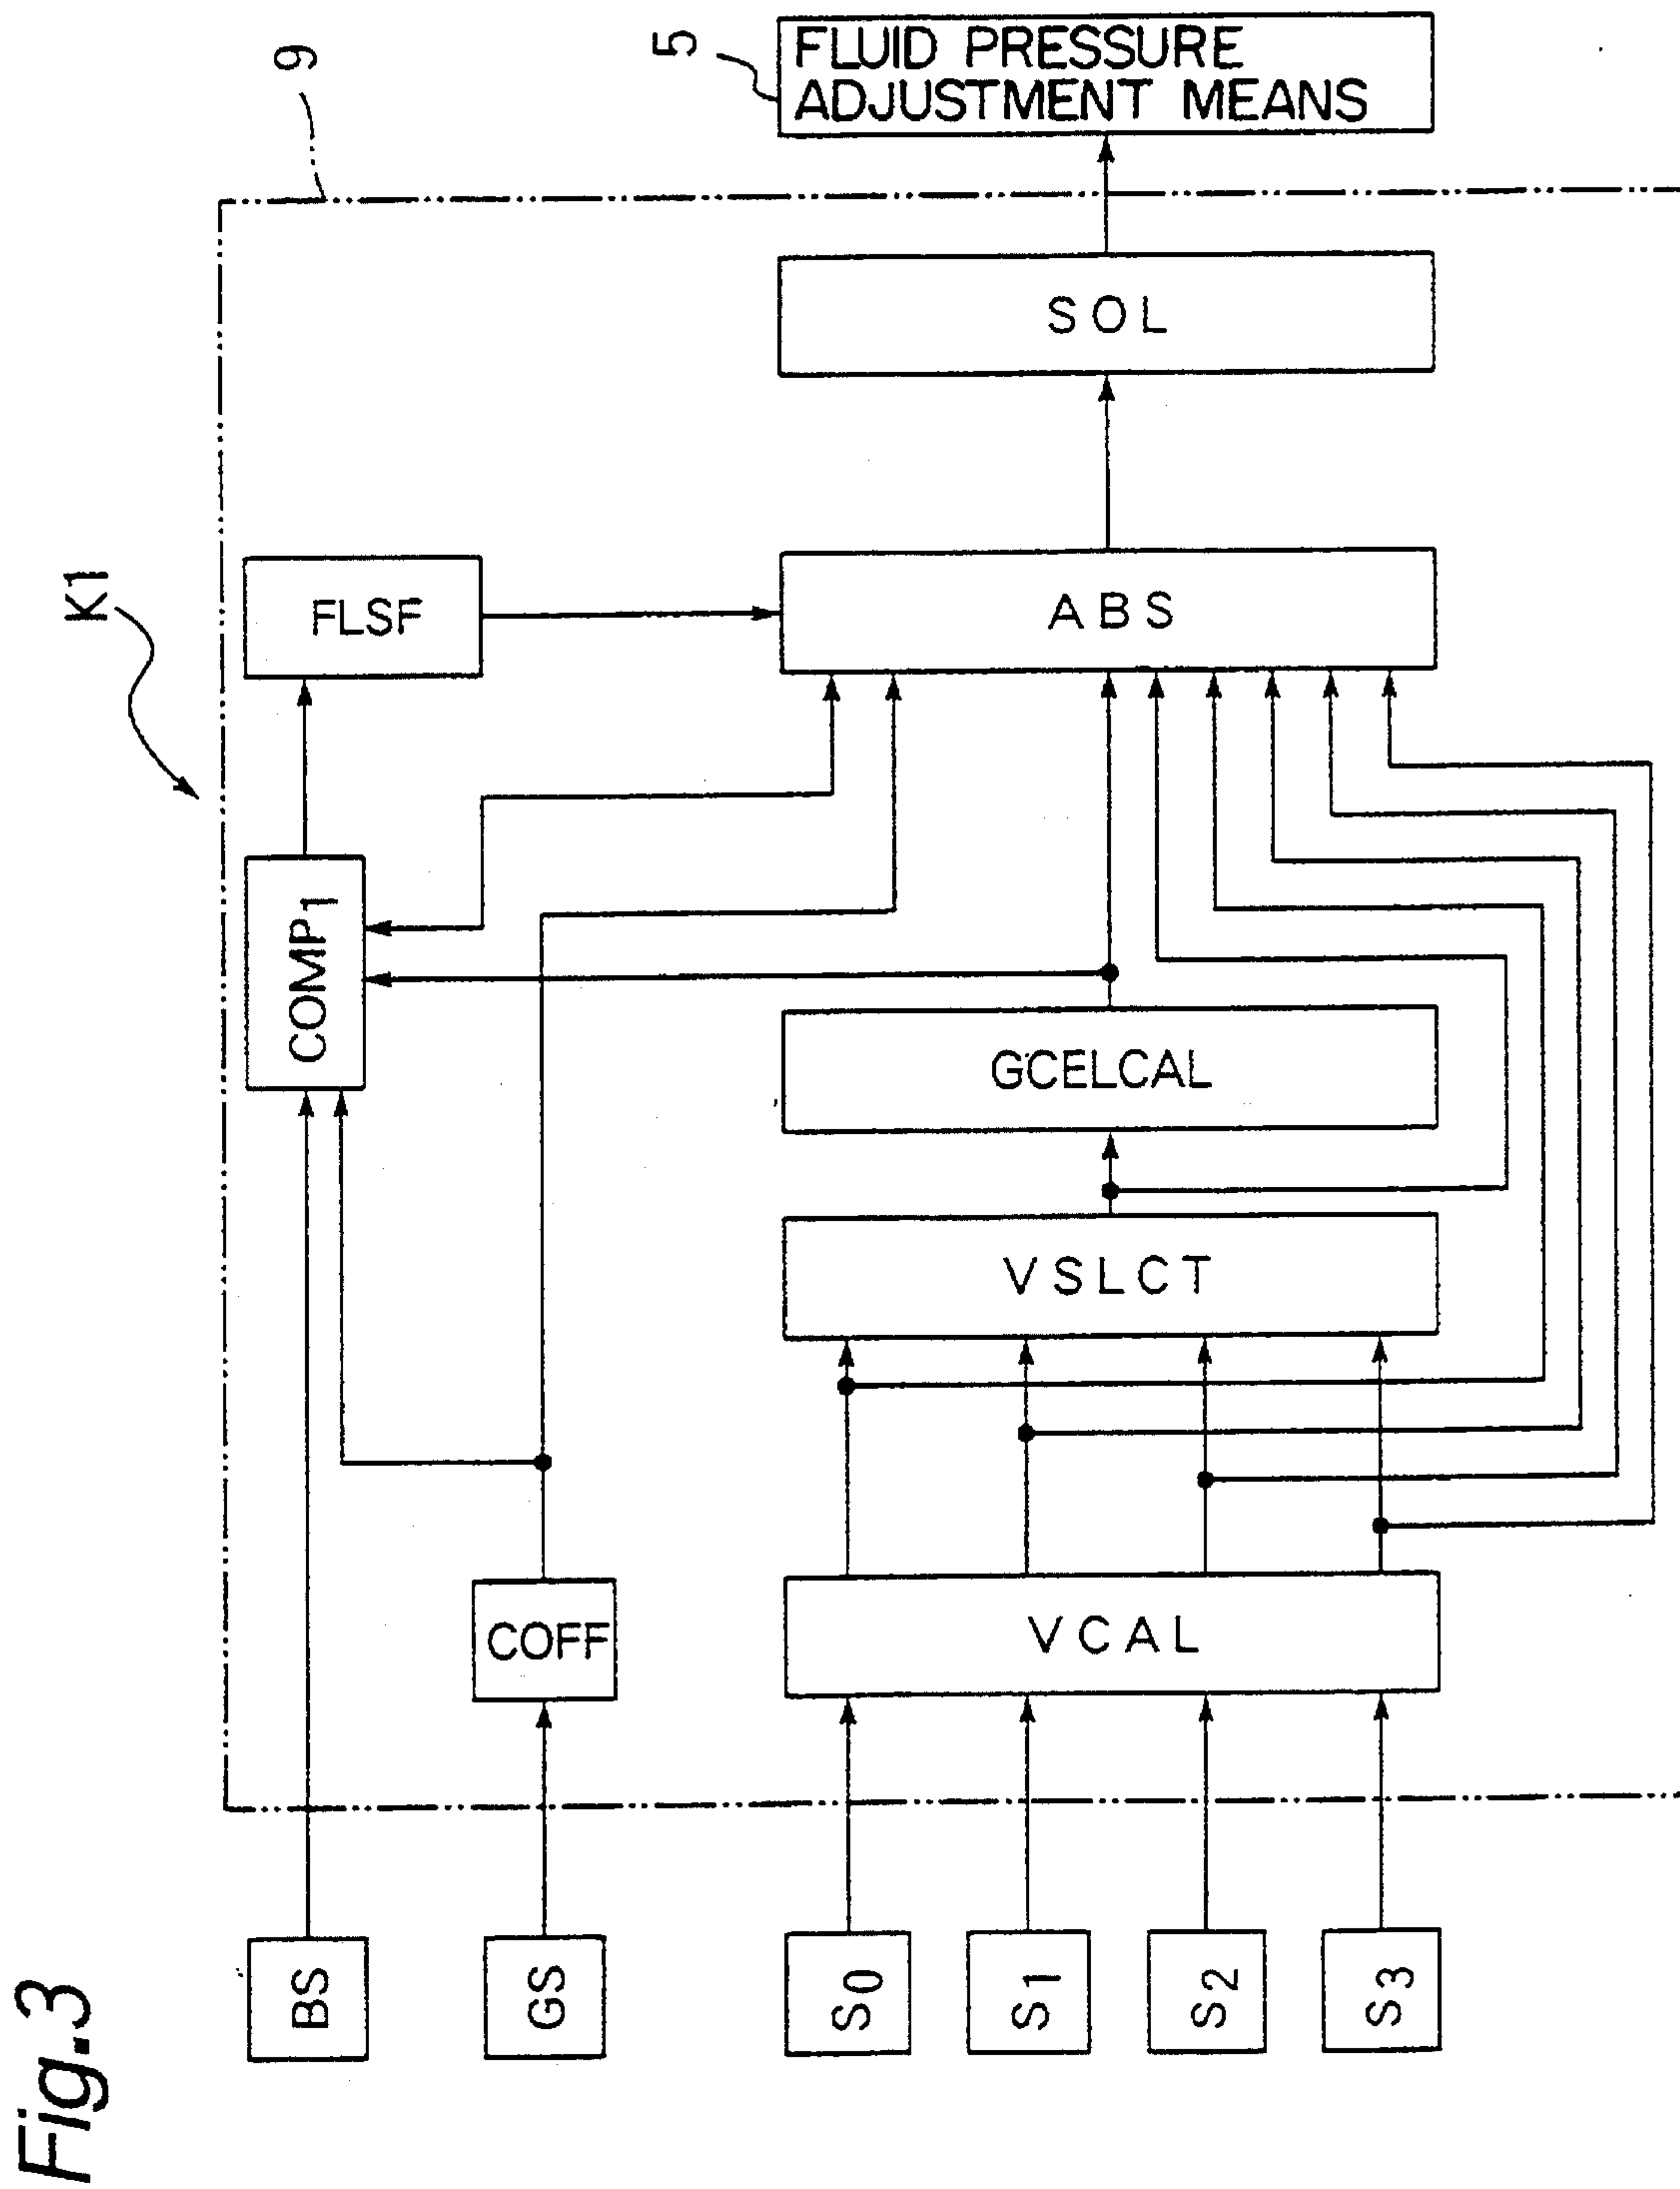 Fig.3
K1
9
5
BS
COMP1
FLSF
GS
COFF
S0
S1
S2
S3
VCAL
VSLCT
GCELCAL
ABS
SOL
FLUID PRESSURE
ADJUSTMENT MEANS